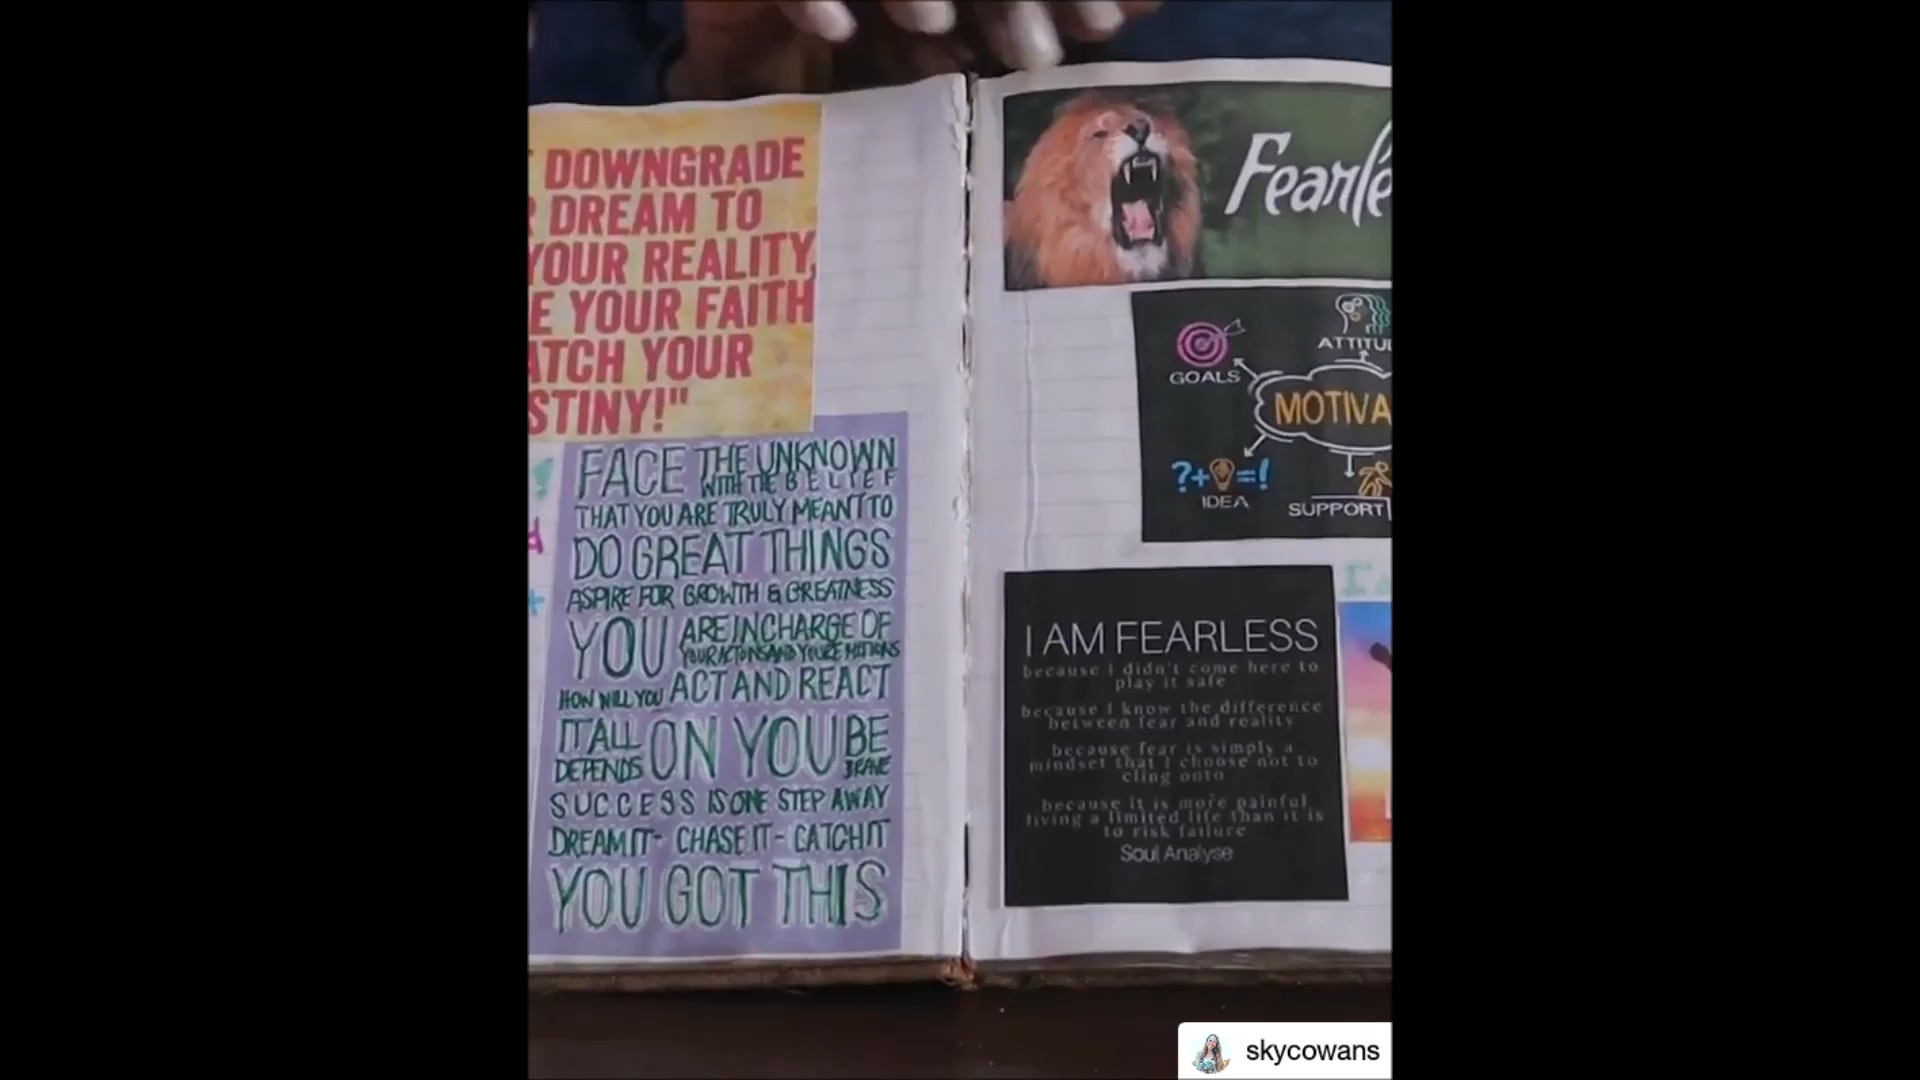 DOWNGRADE
DREAM TO
YOUR REALITY,
E YOUR FAITH
ATCH YOUR
STINY!"
FACE THE UNKNOWN
WITH THE BELIEF
THAT YOU ARE TRULY MEANT TO
DO GREAT THINGS
ASPIRE FOR GROWTH & GREATNESS
YOU ARE IN CHARGE OF
YOUR ACTIONS AND YOUR EMOTIONS
HOW WILL YOU ACT AND REACT
IT ALL DEPENDS ON YOU BE BRAVE
SUCCESS IS ONE STEP AWAY
DREAM IT - CHASE IT - CATCH IT
YOU GOT THIS
Fearle
GOALS
ATTITU
MOTIVA
?+ =!
IDEA
SUPPORT
I AM FEARLESS
because I didn't come here to
play it safe
because I know the difference
between fear and reality
because fear is simply a
mindset that I choose not to
cling onto
because it is more painful
living a limited life than it is
to risk failure
Soul Analyse
skycowans